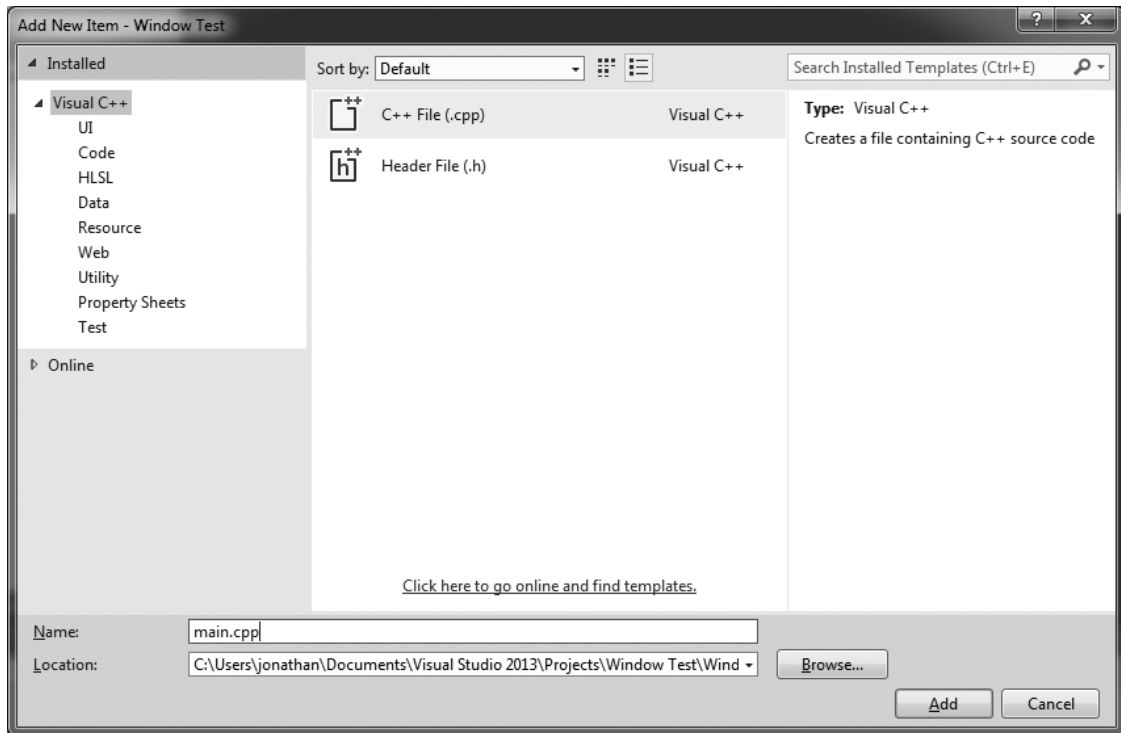 Add New Item - Window Test
Installed
Visual C++
UI
Code
HLSL
Data
Resource
Web
Utility
Property Sheets
Test
Online
Sort by: Default
C++ File (.cpp) Visual C++
Header File (.h) Visual C++
Click here to go online and find templates.
Search Installed Templates (Ctrl+E)
Type: Visual C++
Creates a file containing C++ source code
Name: main.cpp
Location: C:\Users\jonathan\Documents\Visual Studio 2013\Projects\Window Test\Wind
Browse...
Add Cancel